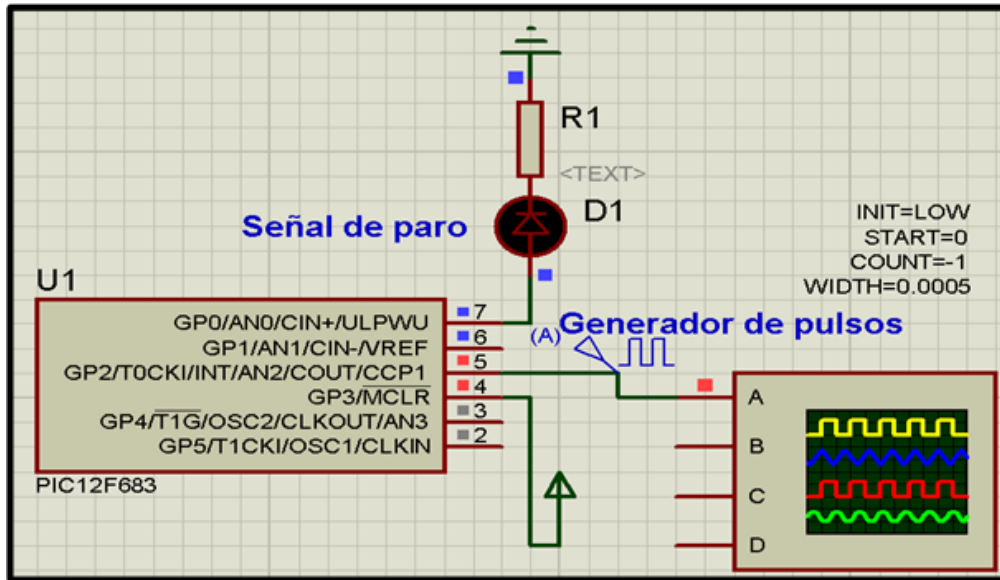 R1
<TEXT>
D1
Señal de paro
INIT=LOW
START=0
COUNT=-1
WIDTH=0.0005
U1
(A) Generador de pulsos
GP0/AN0/CIN+/ULPWU 7
GP1/AN1/CIN-/VREF 6
GP2/T0CKI/INT/AN2/COUT/CCP1 5
GP3/MCLR 4
GP4/T1G/OSC2/CLKOUT/AN3 3
GP5/T1CKI/OSC1/CLKIN 2
PIC12F683
A
B
C
D